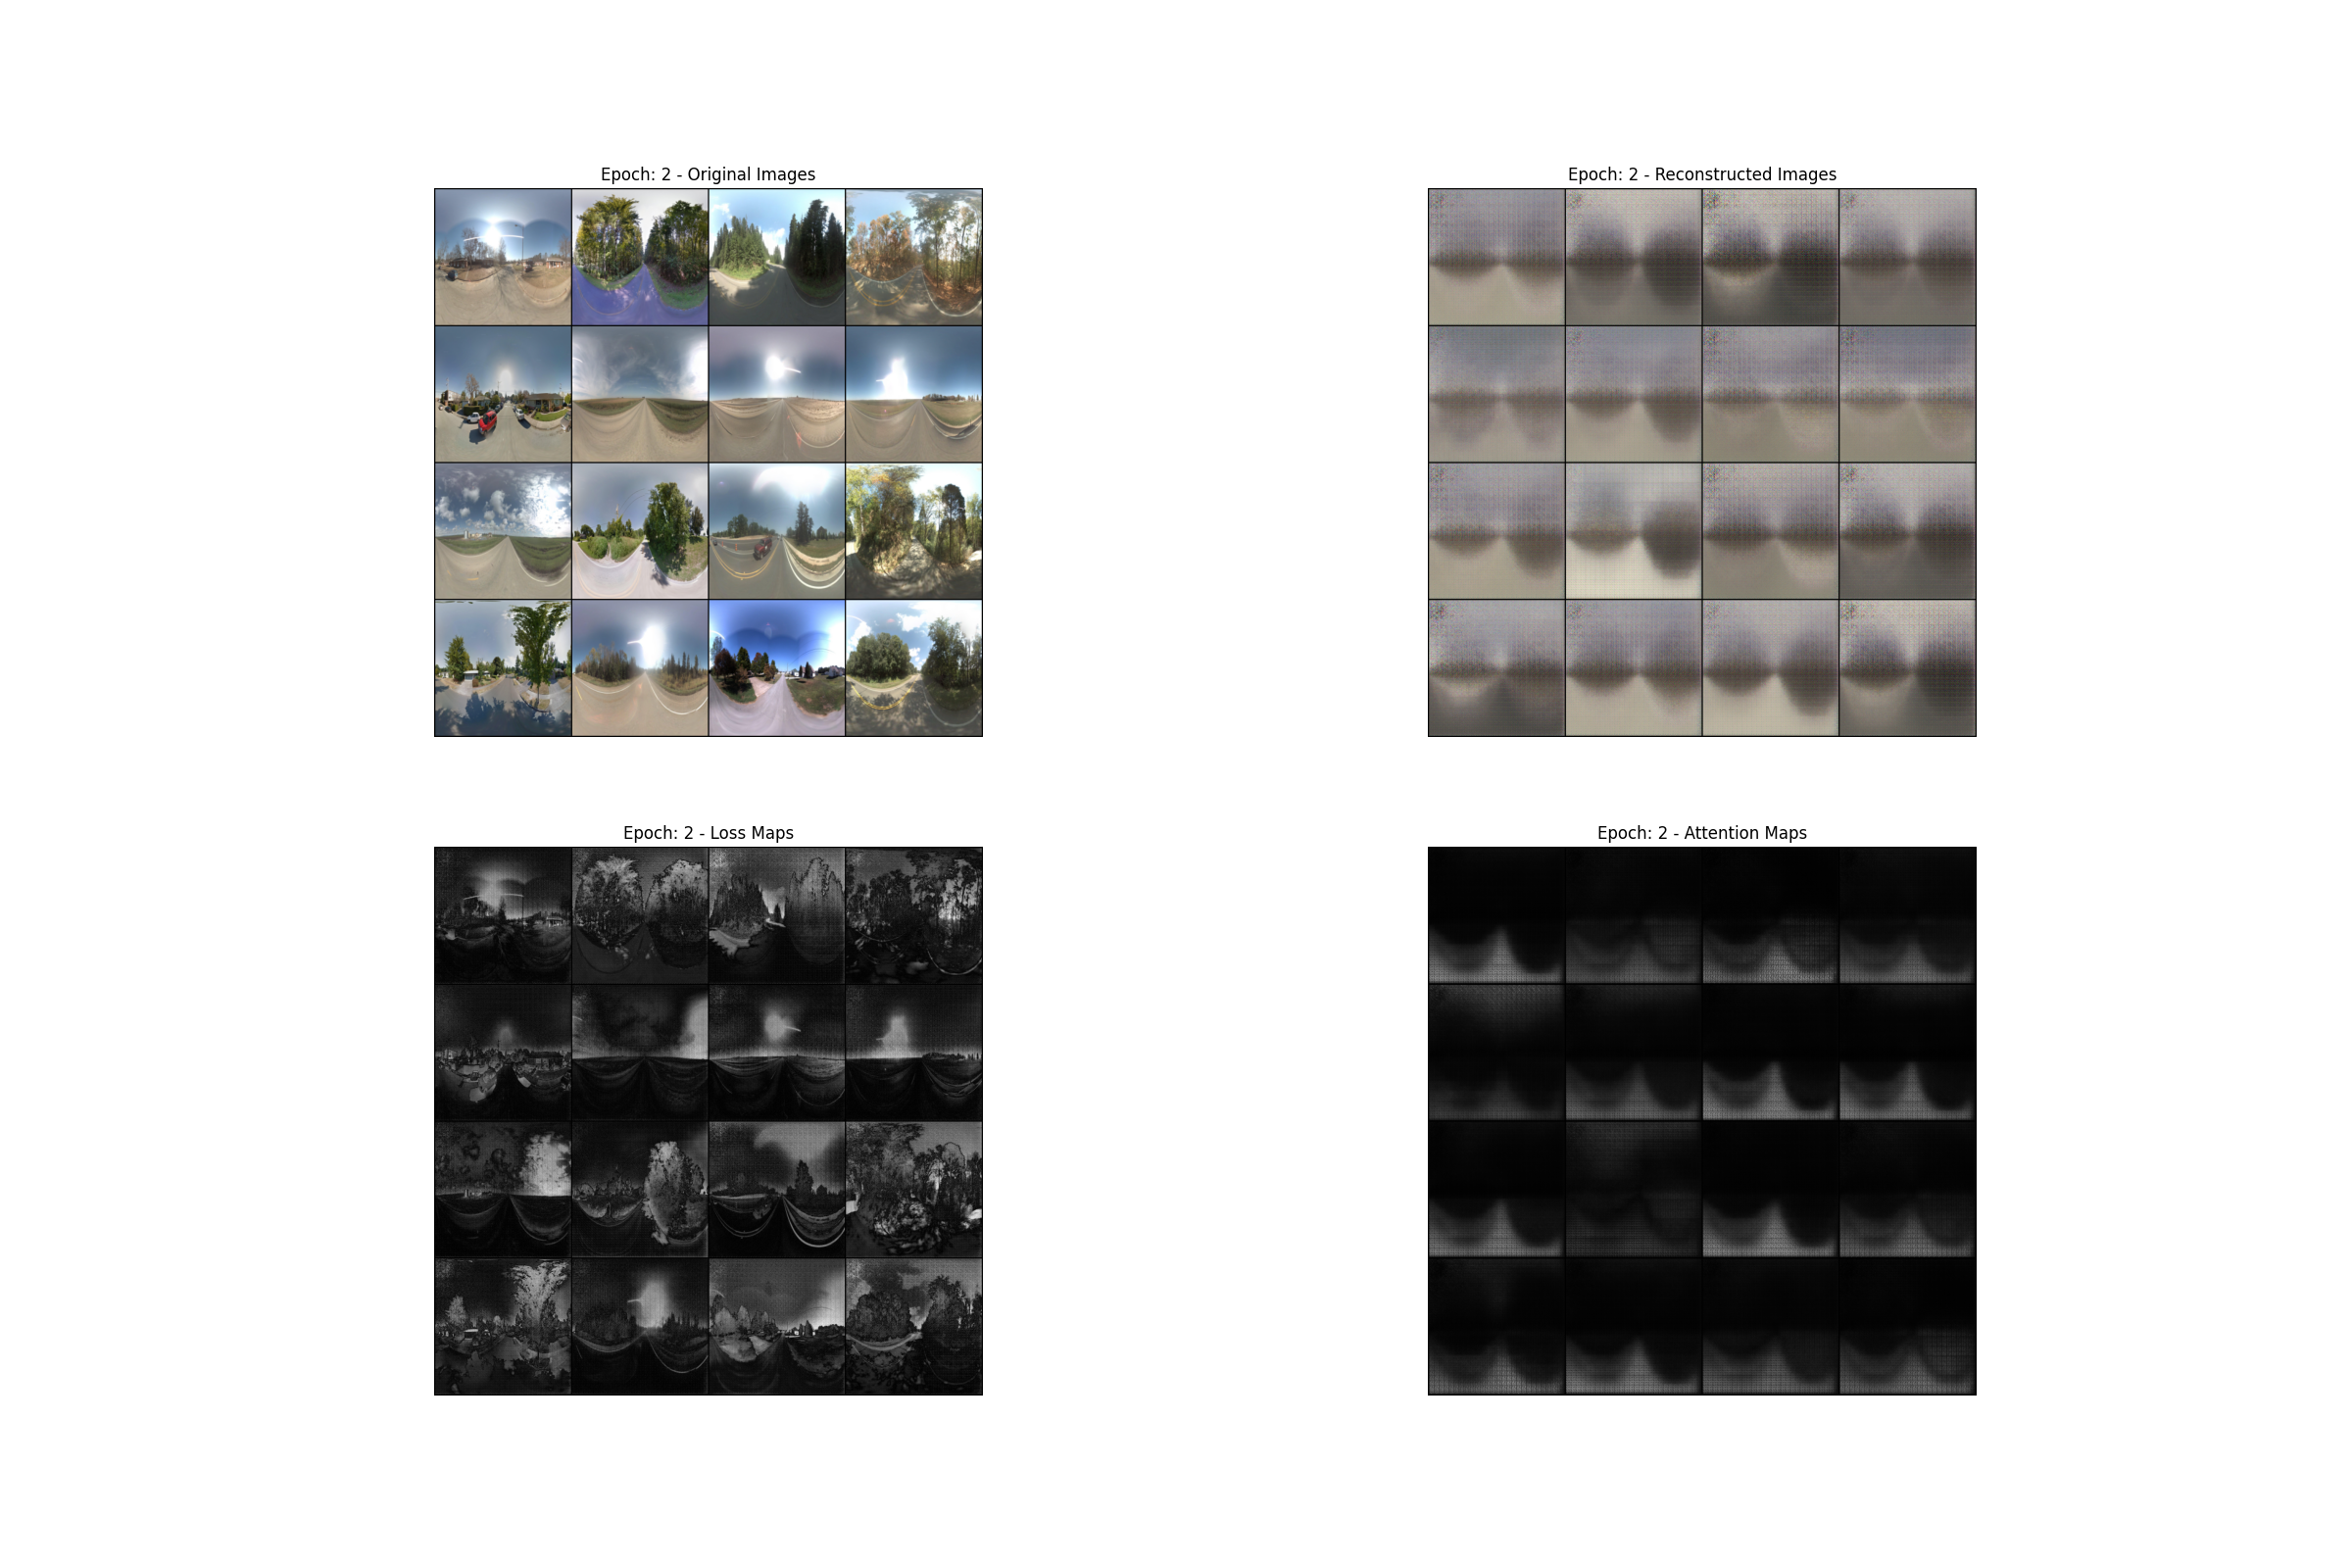 Epoch: 2 - Original Images
Epoch: 2 - Reconstructed Images
Epoch: 2 - Loss Maps
Epoch: 2 - Attention Maps